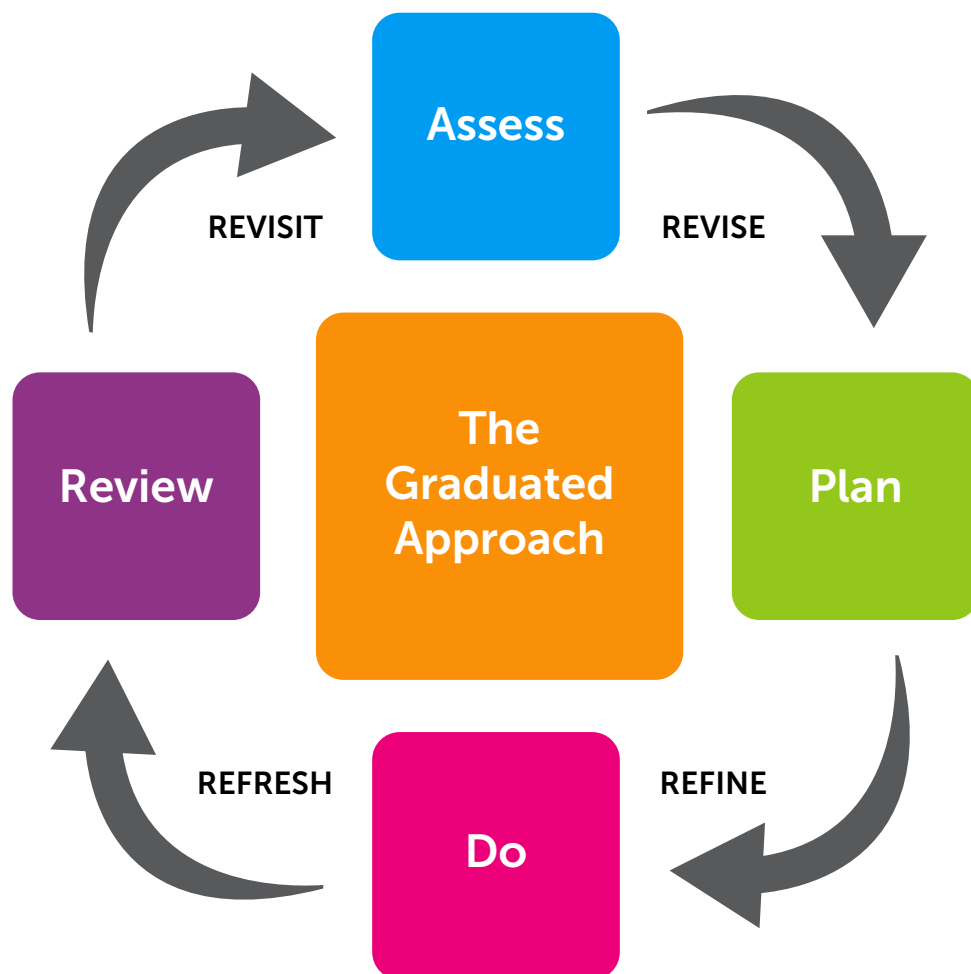 Assess
REVISIT
REVISE
The
Graduated
Approach
Review
Plan
REFRESH
REFINE
Do